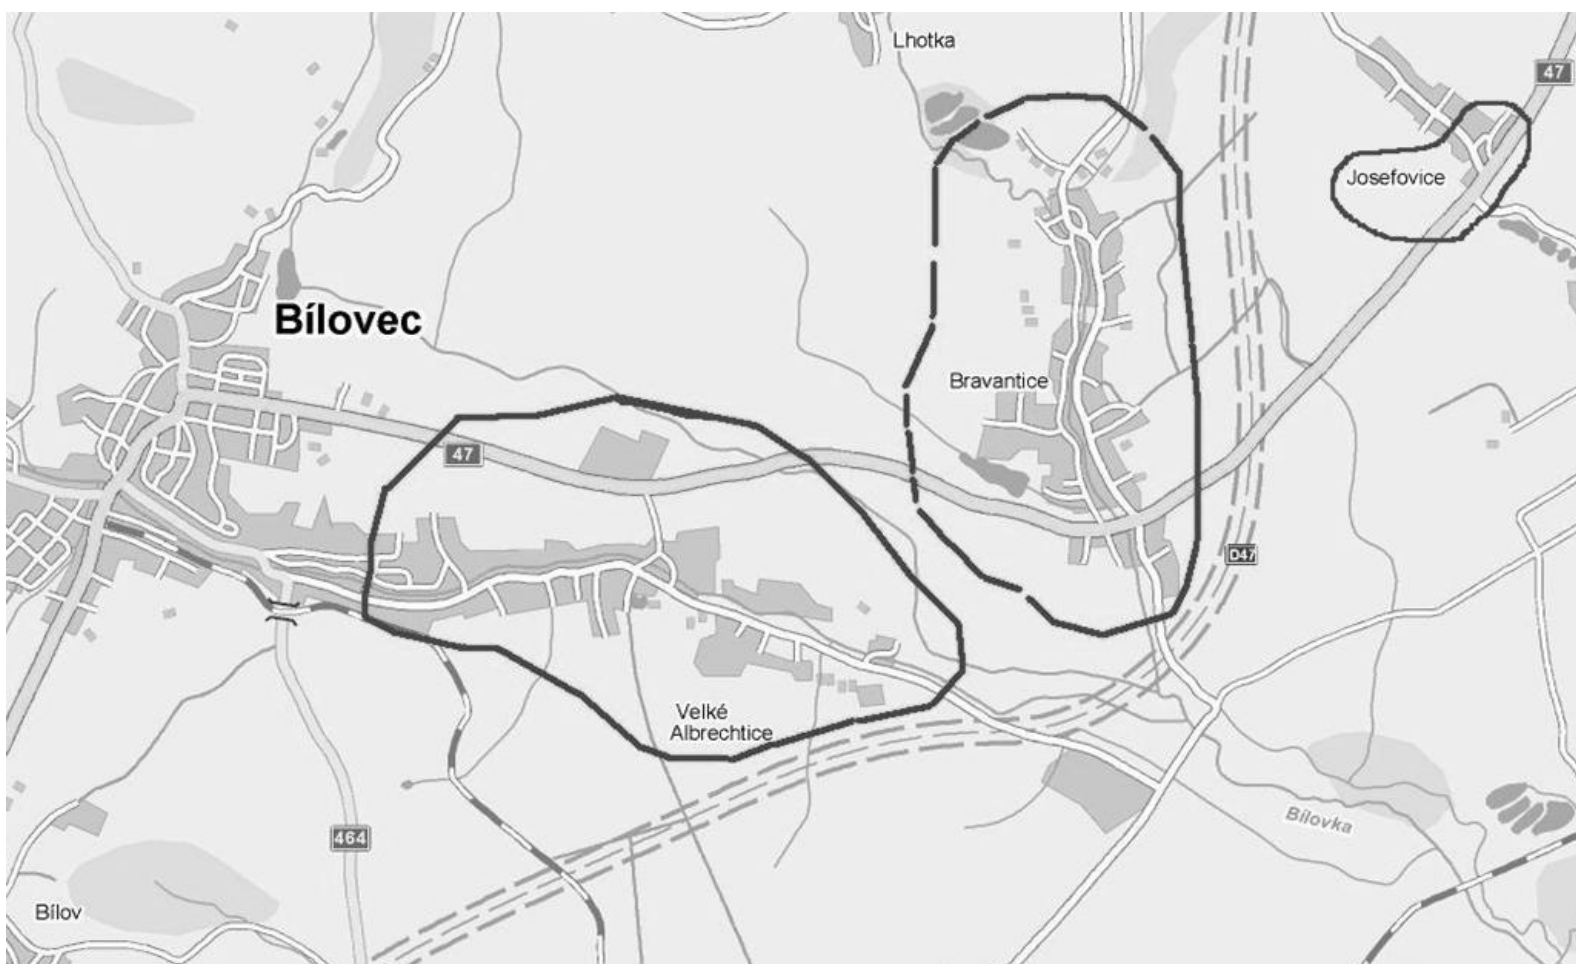 Lhotka
47
Josefovice
Bílovec
Bravantice
47
D47
Velké
Albrechtice
Bílovka
464
Bílov